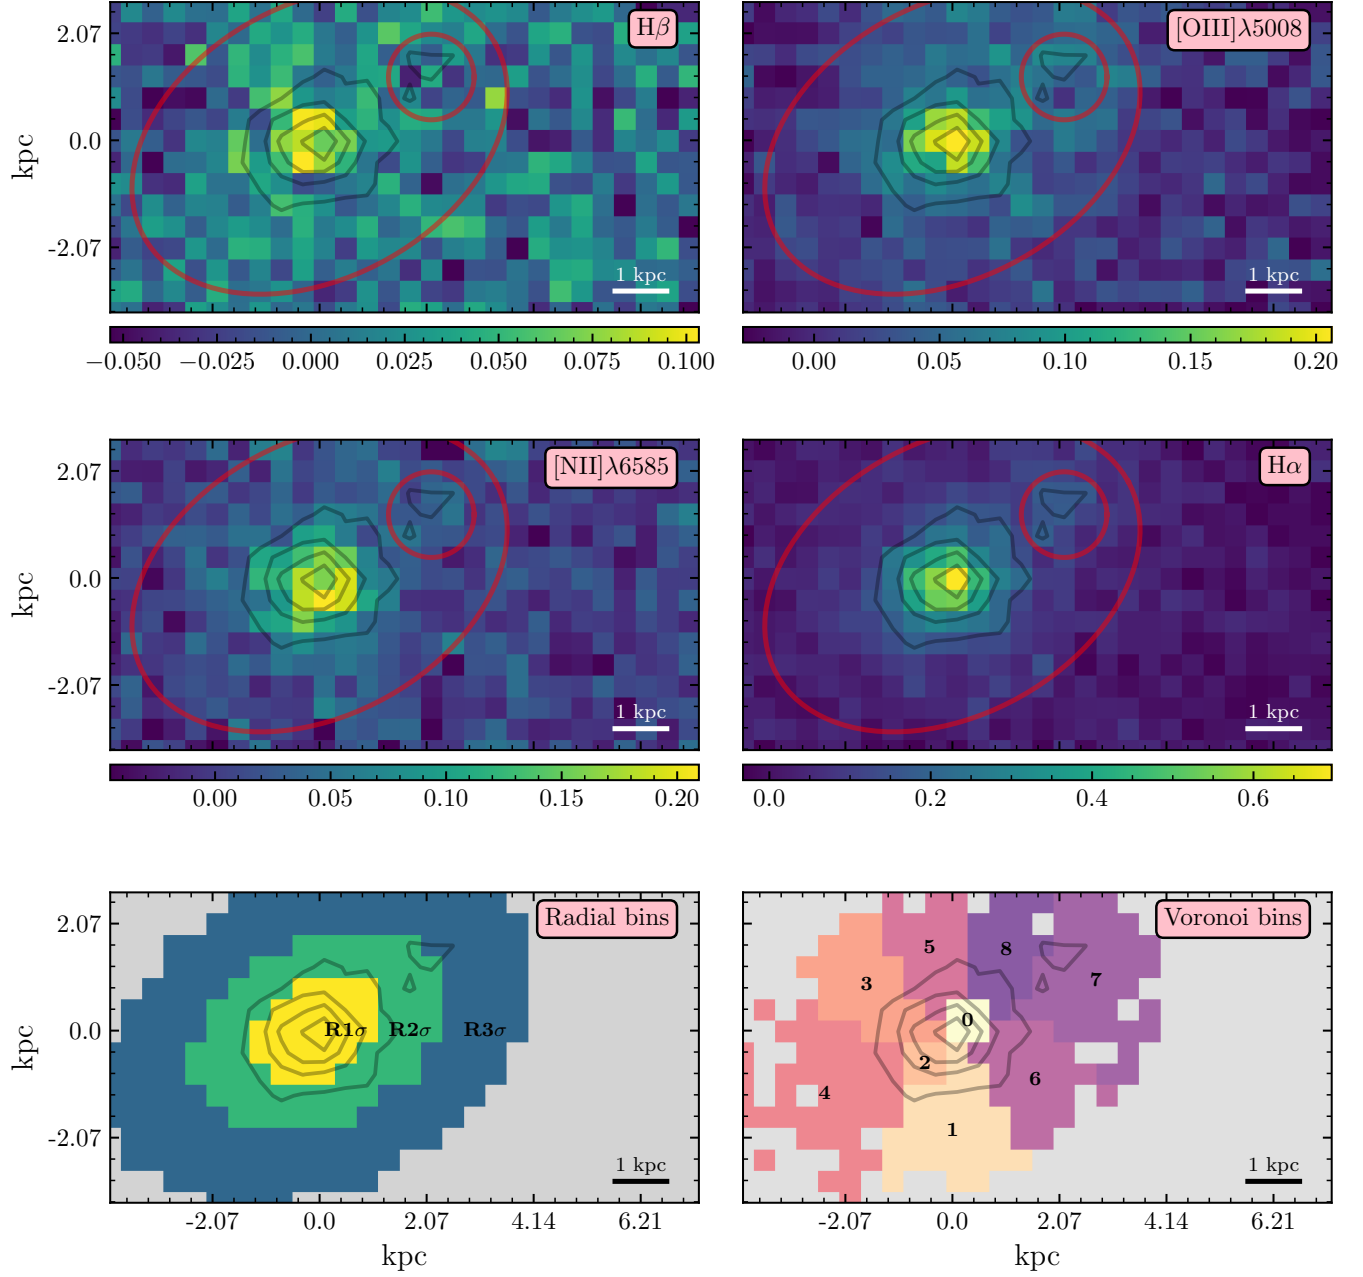 Hβ
[OIII]λ5008
2.07
0.0
-2.07
kpc
1 kpc
1 kpc
−0.050 −0.025 0.000 0.025 0.050 0.075 0.100
0.00 0.05 0.10 0.15 0.20
[NII]λ6585
Hα
2.07
0.0
-2.07
kpc
1 kpc
1 kpc
0.00 0.05 0.10 0.15 0.20
0.0 0.2 0.4 0.6
Radial bins
Voronoi bins
2.07
0.0
-2.07
kpc
R1σ R2σ R3σ
5 8
3 7
0
2 6
4
1
1 kpc
1 kpc
-2.07 0.0 2.07 4.14 6.21
-2.07 0.0 2.07 4.14 6.21
kpc
kpc